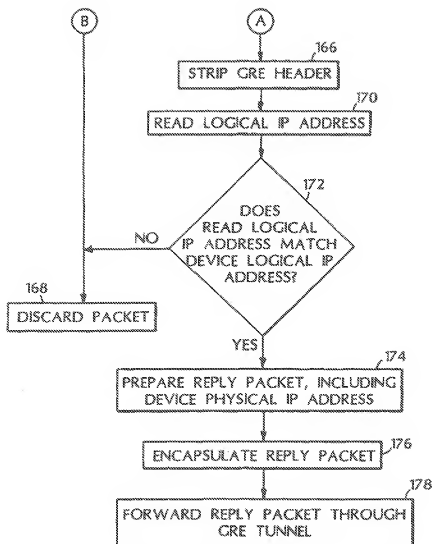 B
A
166
STRIP GRE HEADER
170
READ LOGICAL IP ADDRESS
172
DOES
READ LOGICAL
IP ADDRESS MATCH
DEVICE LOGICAL IP
ADDRESS?
NO
168
DISCARD PACKET
YES
174
PREPARE REPLY PACKET, INCLUDING
DEVICE PHYSICAL IP ADDRESS
176
ENCAPSULATE REPLY PACKET
178
FORWARD REPLY PACKET THROUGH
GRE TUNNEL